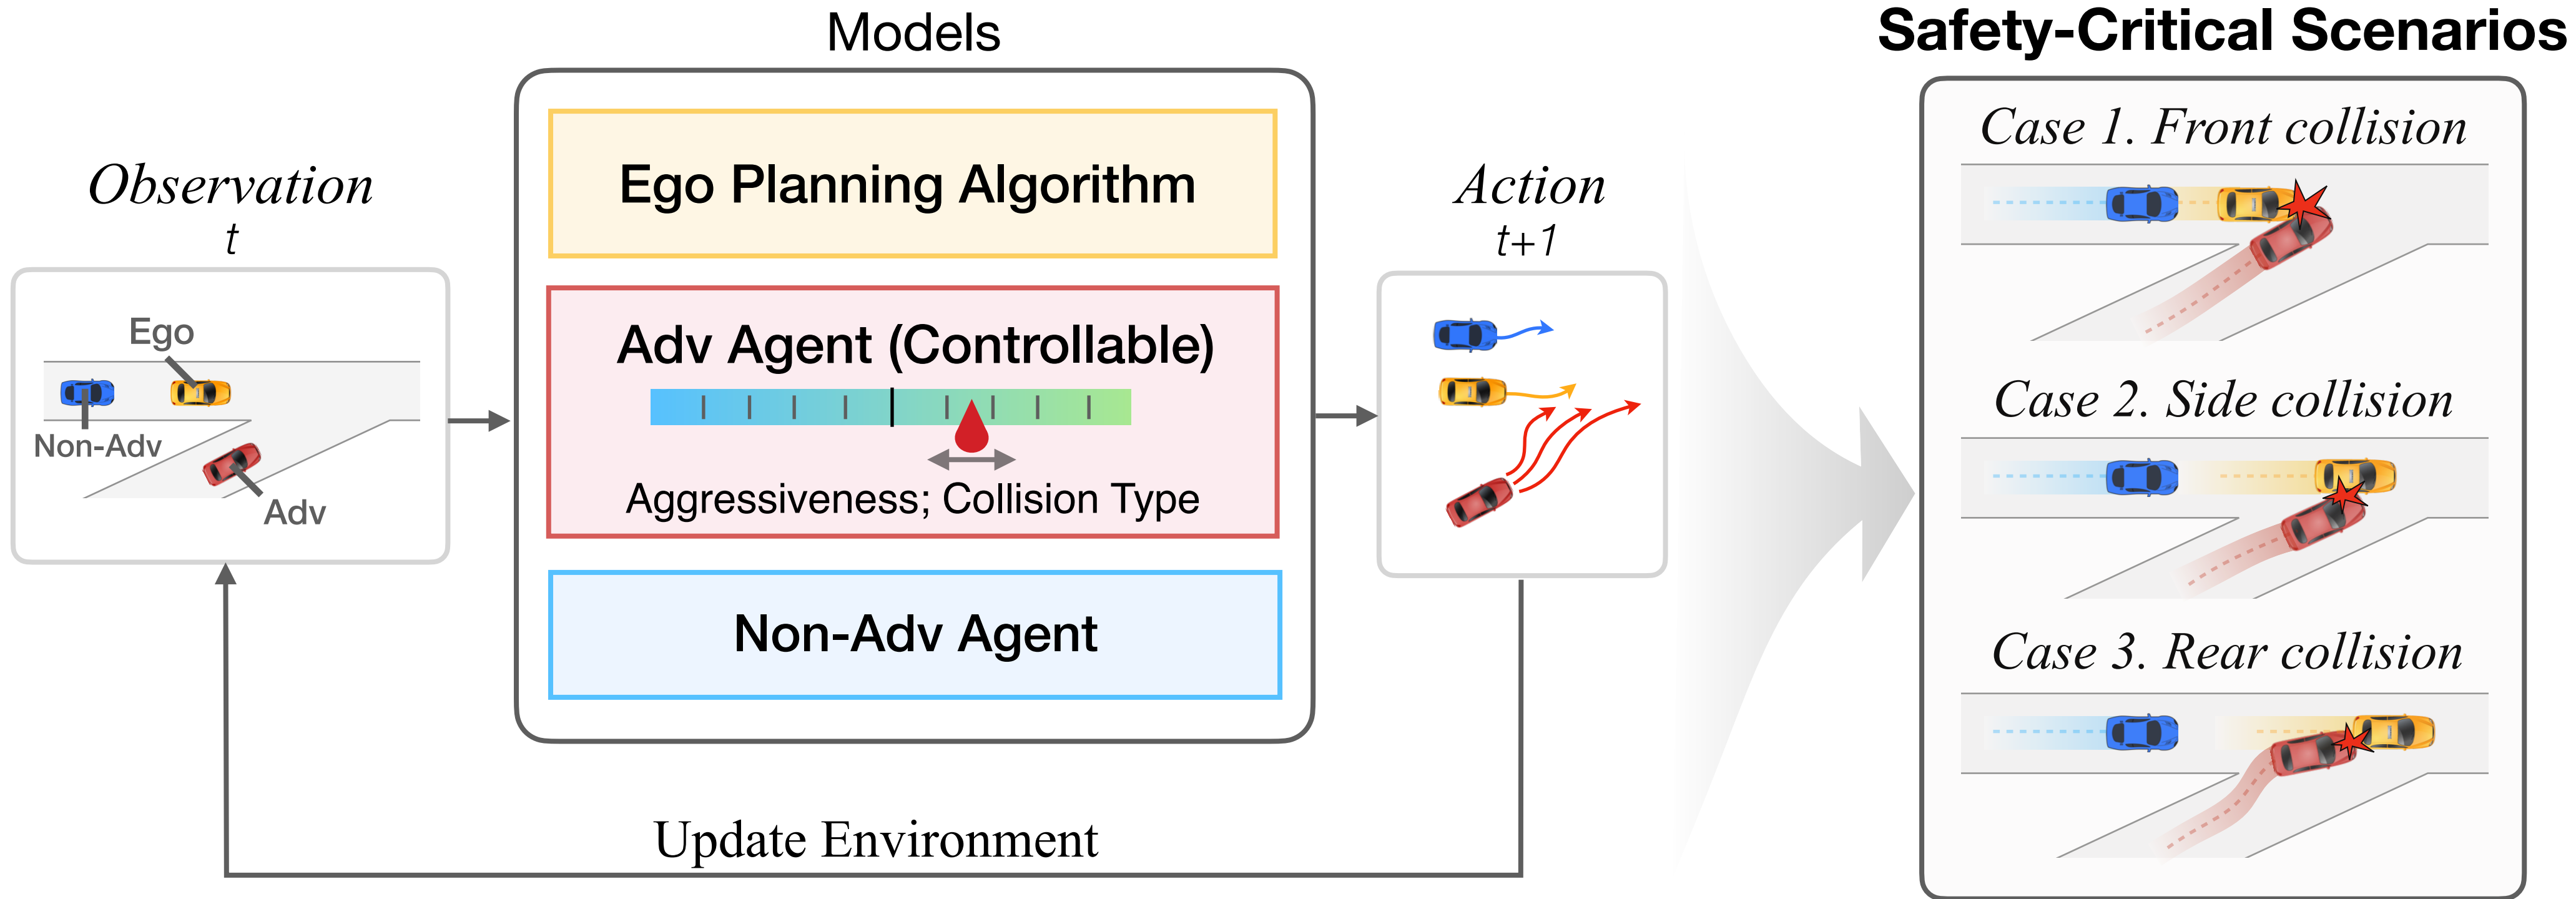 Models
Safety-Critical Scenarios
Observation
t
Ego
Non-Adv
Adv
Ego Planning Algorithm
Adv Agent (Controllable)
Aggressiveness; Collision Type
Non-Adv Agent
Action
t+1
Update Environment
Case 1. Front collision
Case 2. Side collision
Case 3. Rear collision